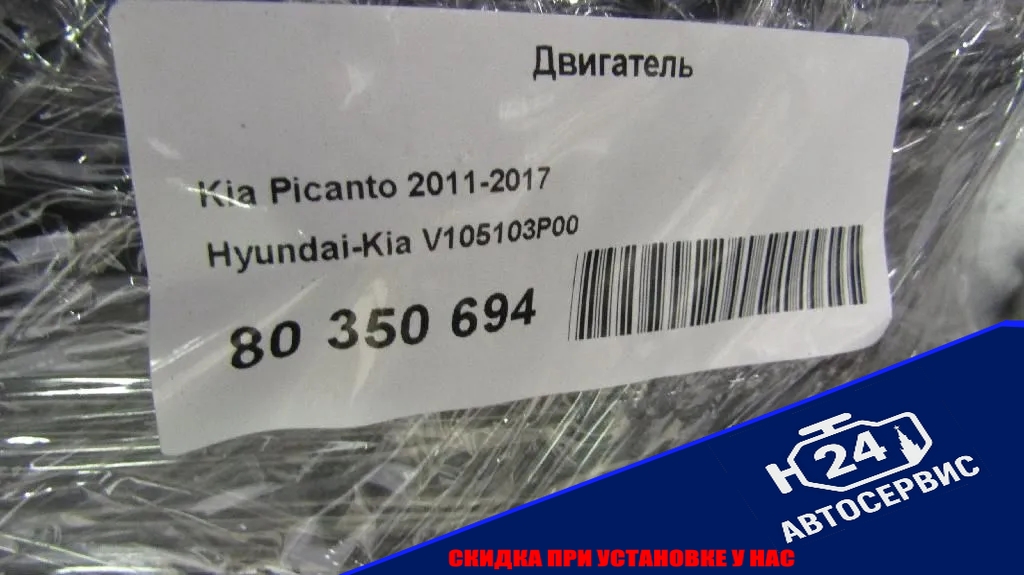 Двигатель
Kia Picanto 2011-2017
Hyundai-Kia V105103P00
80 350 694
24
АВТОСЕРВИС
СКИДКА ПРИ УСТАНОВКЕ У НАС